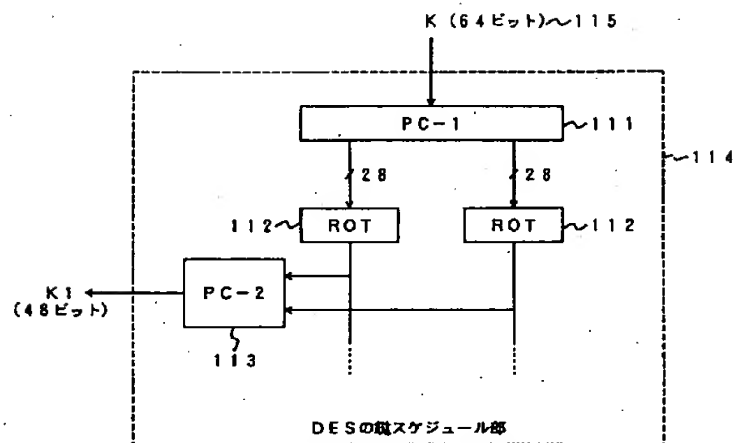 K (64ビット)〜115
PC-1
〜111
〜114
28
28
112〜
ROT
ROT
〜112
K1
(48ビット)
PC-2
113
DESの鍵スケジュール部